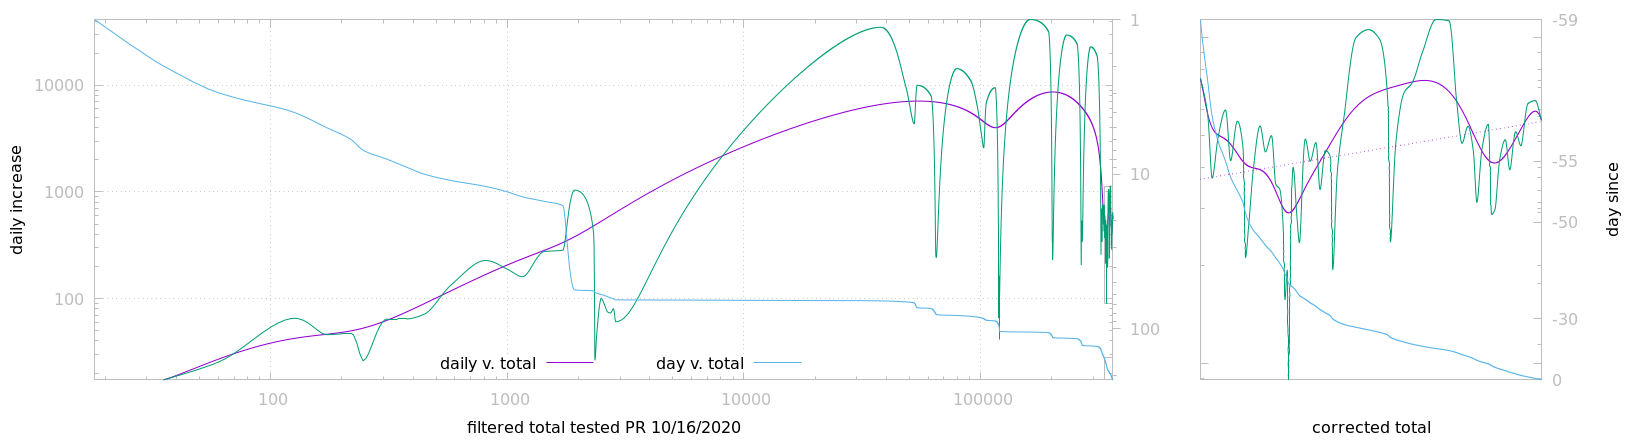 1
-59
10000
daily increase
10
-55
1000
-50
day since
100
100
-30
daily v. total
day v. total
0
100
1000
10000
100000
filtered total tested PR 10/16/2020
corrected total